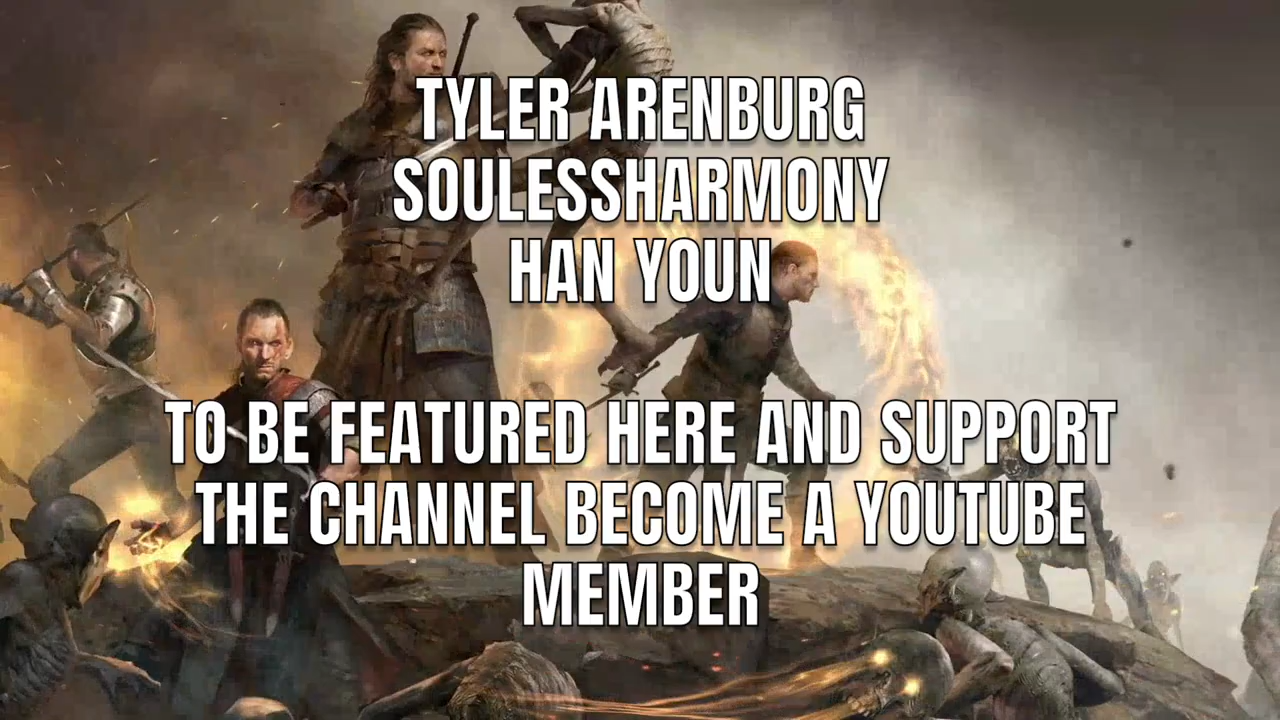 TYLER ARENBURG
SOULESSHARMONY
HAN YOUN
TO BE FEATURED HERE AND SUPPORT
THE CHANNEL BECOME A YOUTUBE
MEMBER